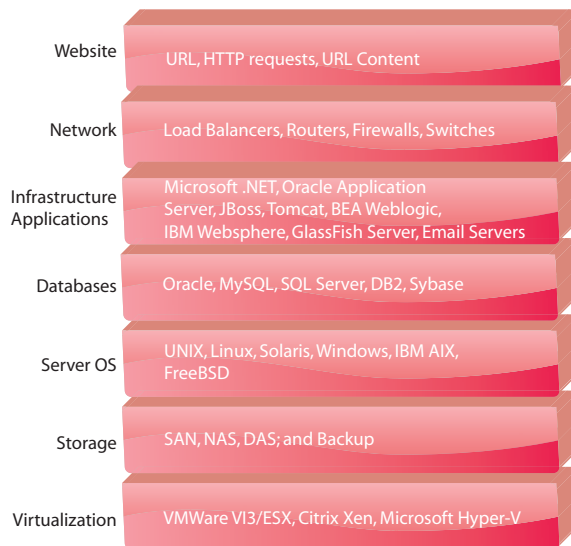 Website
URL, HTTP requests, URL Content
Network
Load Balancers, Routers, Firewalls, Switches
Infrastructure
Applications
Microsoft .NET, Oracle Application
Server, JBoss, Tomcat, BEA Weblogic,
IBM Websphere, GlassFish Server, Email Servers
Databases
Oracle, MySQL, SQL Server, DB2, Sybase
Server OS
UNIX, Linux, Solaris, Windows, IBM AIX,
FreeBSD
Storage
SAN, NAS, DAS; and Backup
Virtualization
VMWare VI3/ESX, Citrix Xen, Microsoft Hyper-V